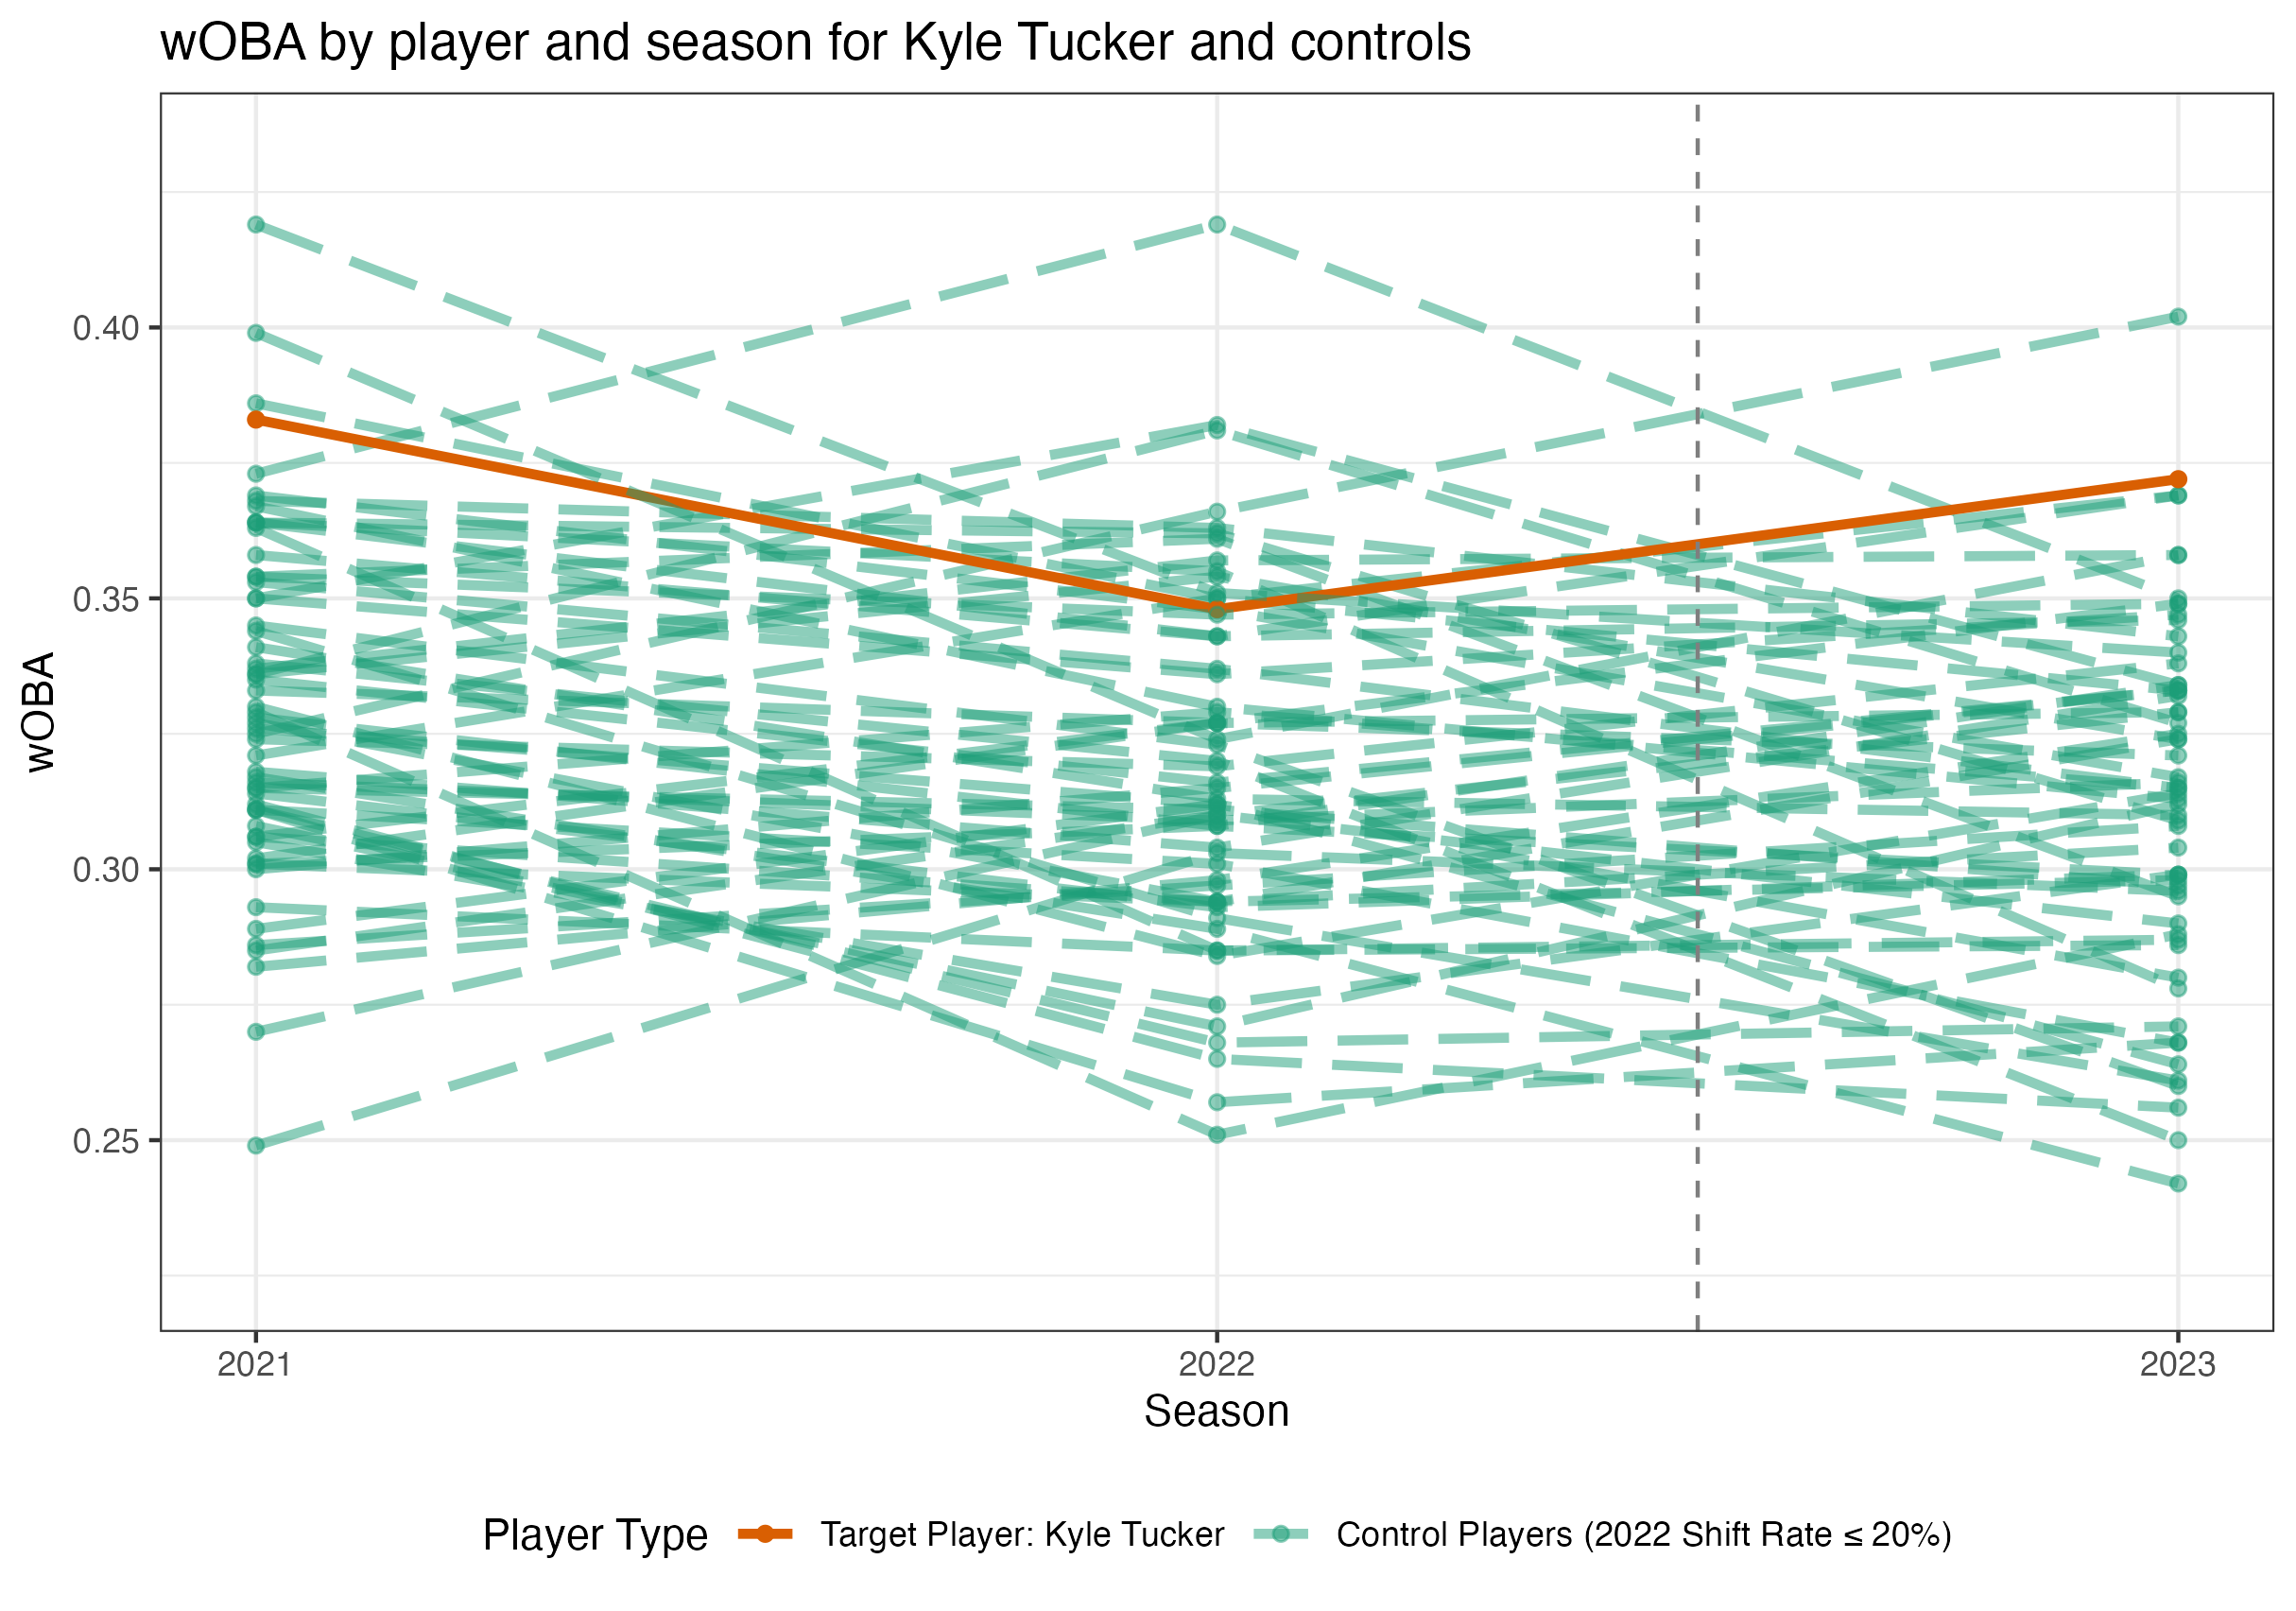 wOBA by player and season for Kyle Tucker and controls
wOBA
0.40
0.35
0.30
0.25
2021 2022 2023
Season
Player Type Target Player: Kyle Tucker Control Players (2022 Shift Rate ≤ 20%)